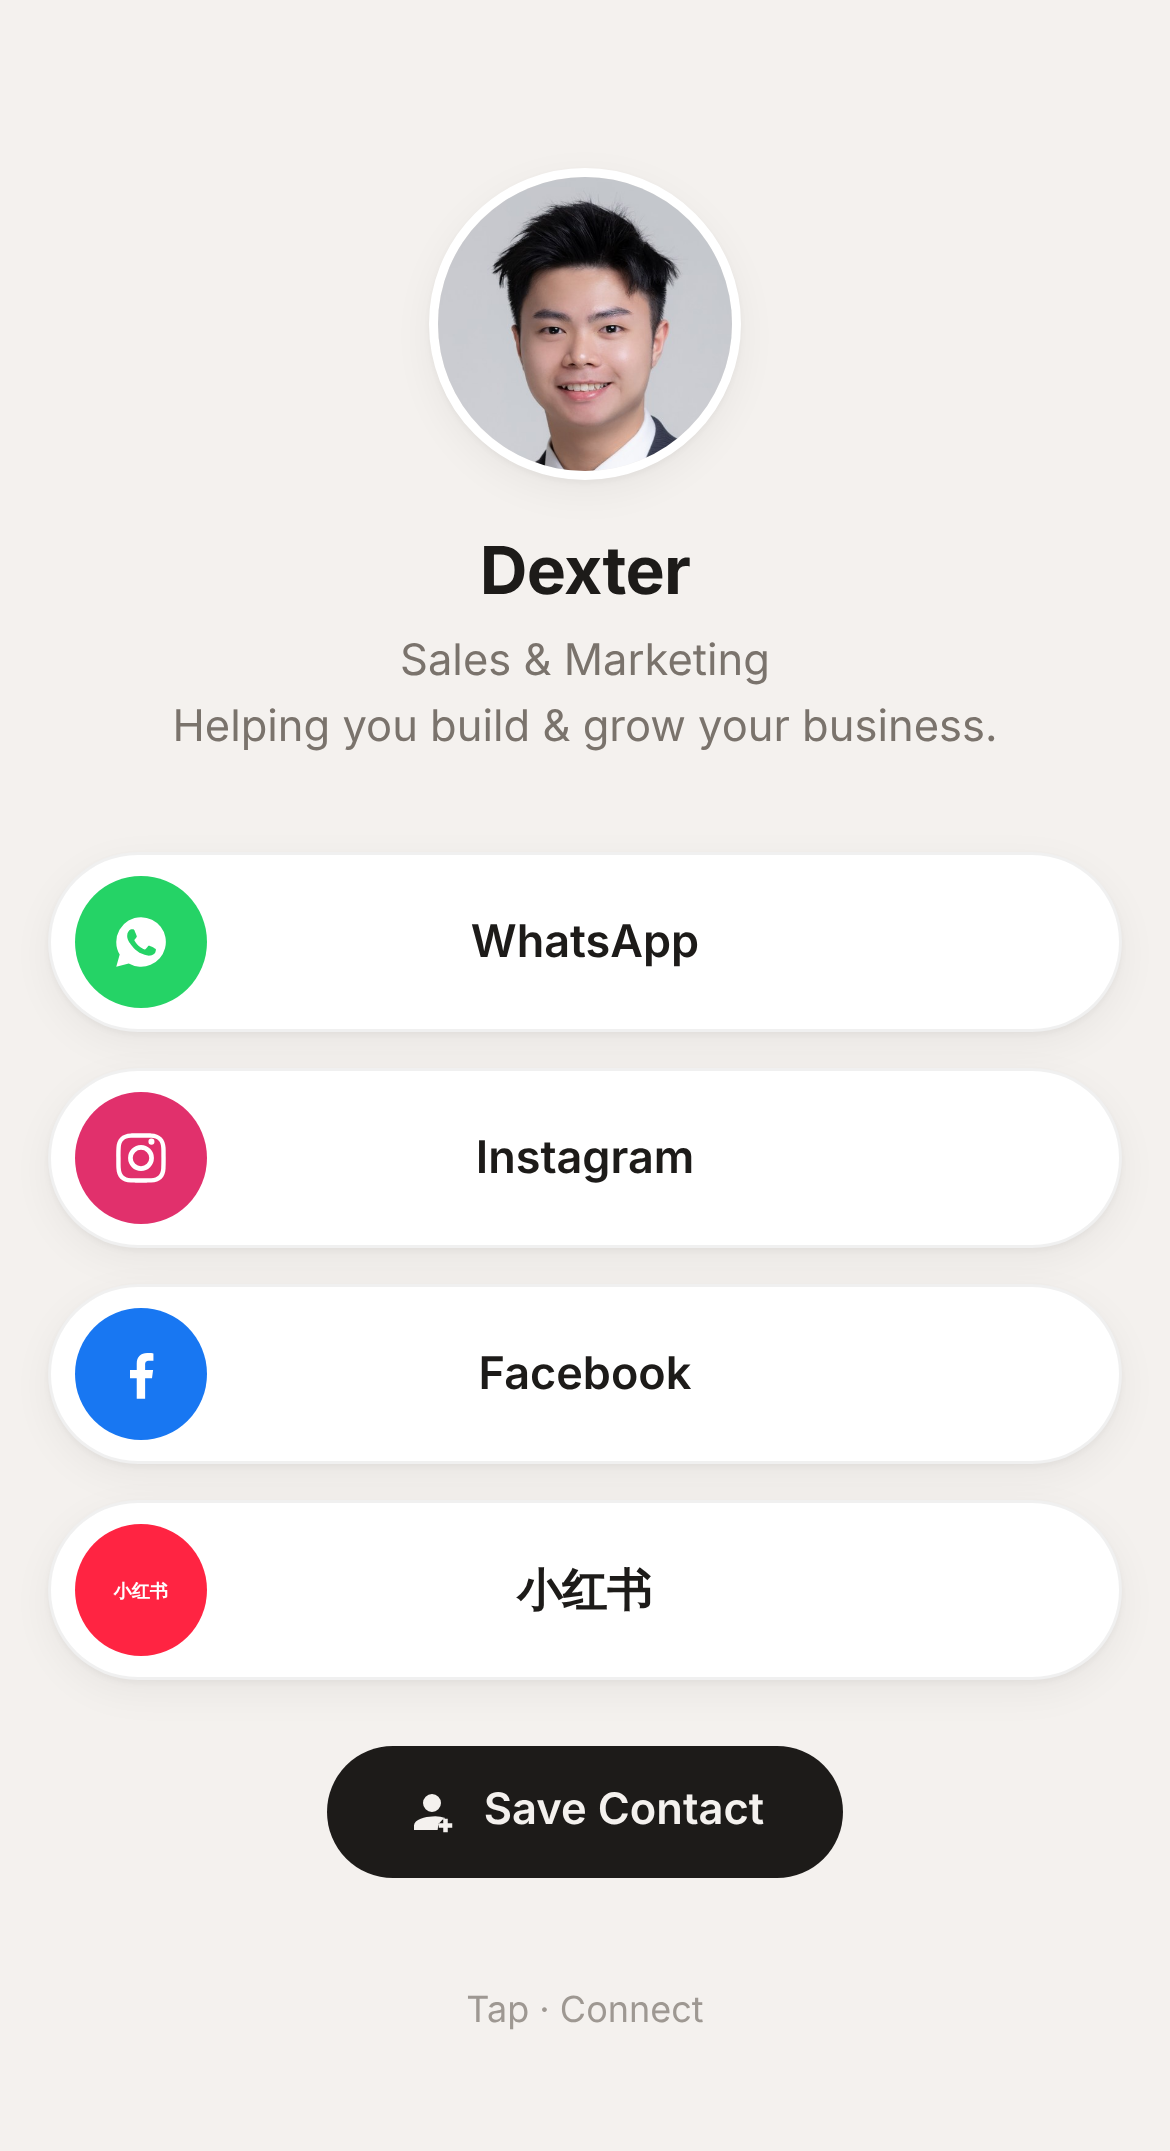 Dexter
Sales & Marketing
Helping you build & grow your business.
WhatsApp
Instagram
Facebook
小红书
小红书
Save Contact
Tap · Connect